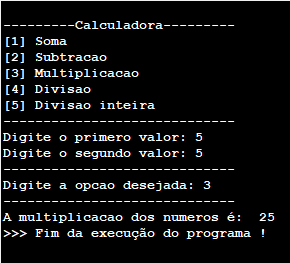 ---------Calculadora---------
[1] Soma
[2] Subtracao
[3] Multiplicacao
[4] Divisao
[5] Divisao inteira
-----------------------------
Digite o primero valor: 5
Digite o segundo valor: 5
-----------------------------
Digite a opcao desejada: 3
-----------------------------
A multiplicacao dos numeros é:  25
>>> Fim da execução do programa !